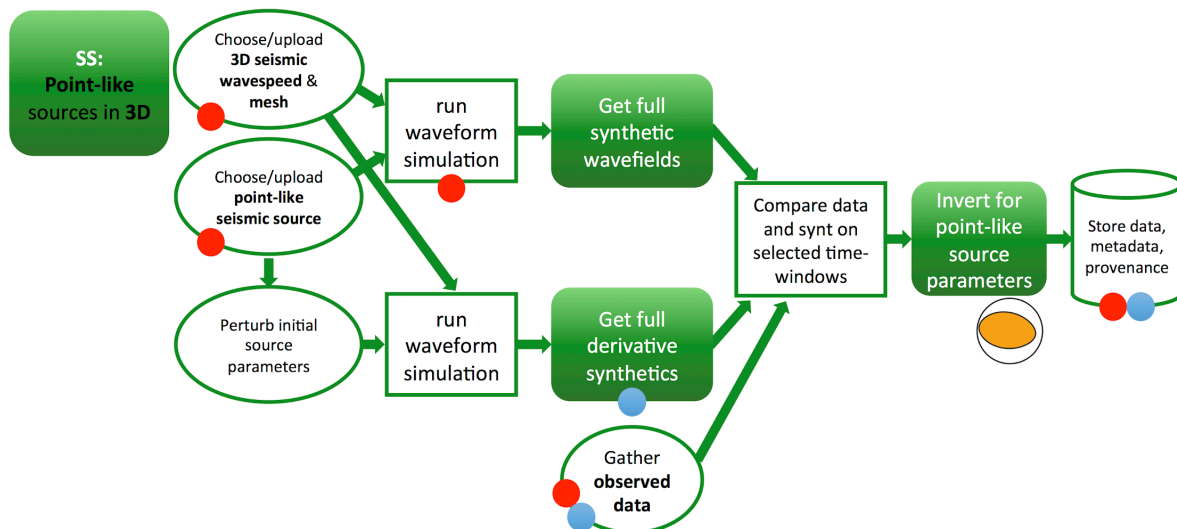 SS:
Point-like
sources in 3D
Choose/upload
3D seismic
wavespeed &
mesh
run
waveform
simulation
Get full
synthetic
wavefields
Choose/upload
point-like
seismic source
Compare data
and synt on
selected time-
windows
Invert for
point-like
source
parameters
Store data,
metadata,
provenance
Perturb initial
source
parameters
run
waveform
simulation
Get full
derivative
synthetics
Gather
observed
data